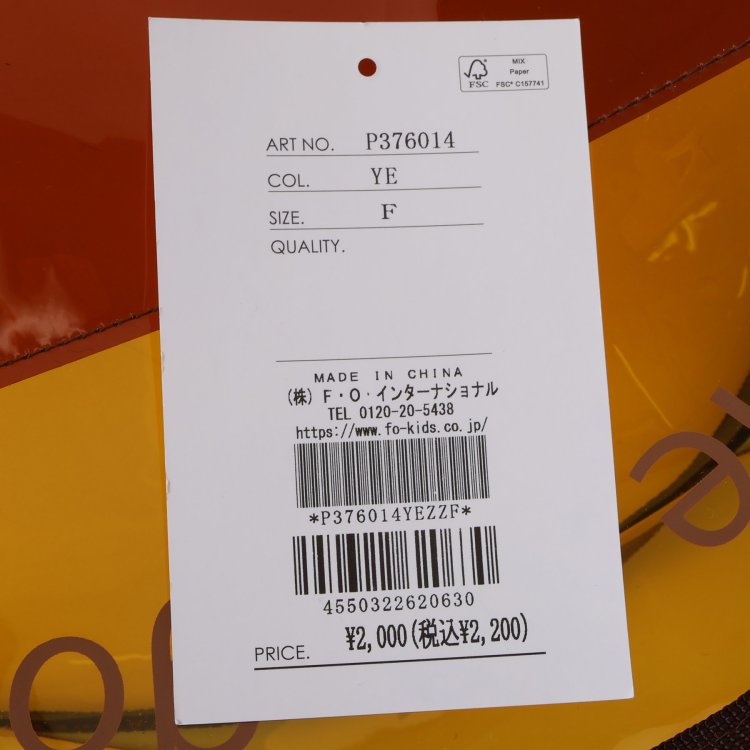 MIX
Paper
FSC
FSC® C157741
ART NO. P376014
COL. YE
SIZE. F
QUALITY.
MADE IN CHINA
(株) F・O・インターナショナル
TEL 0120-20-5438
https://www.fo-kids.co.jp/
*P376014YEZZF*
4550322620630
PRICE. ¥2,000(税込¥2,200)